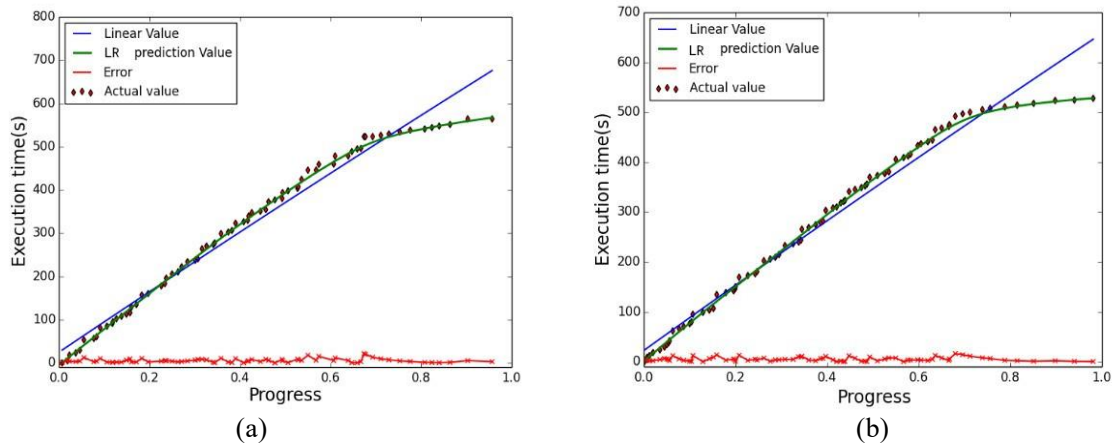 800
700
600
500
400
300
200
100
0
Execution time(s)
Linear Value
LR prediction Value
Error
Actual value
0.0 0.2 0.4 0.6 0.8 1.0
Progress
(a)
700
600
500
400
300
200
100
0
Execution time(s)
Linear Value
LR prediction Value
Error
Actual value
0.0 0.2 0.4 0.6 0.8 1.0
Progress
(b)